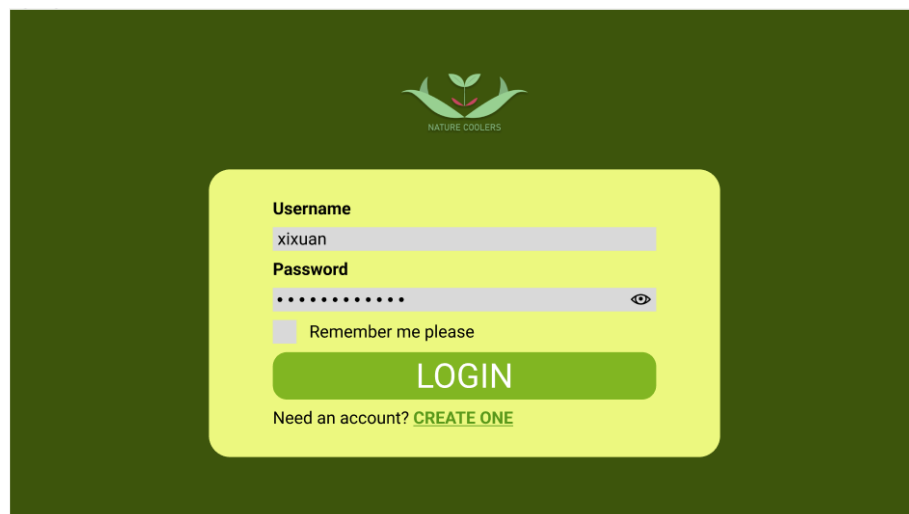 NATURE COOLERS
Username
xixuan
Password
••••••••••••
Remember me please
LOGIN
Need an account? CREATE ONE